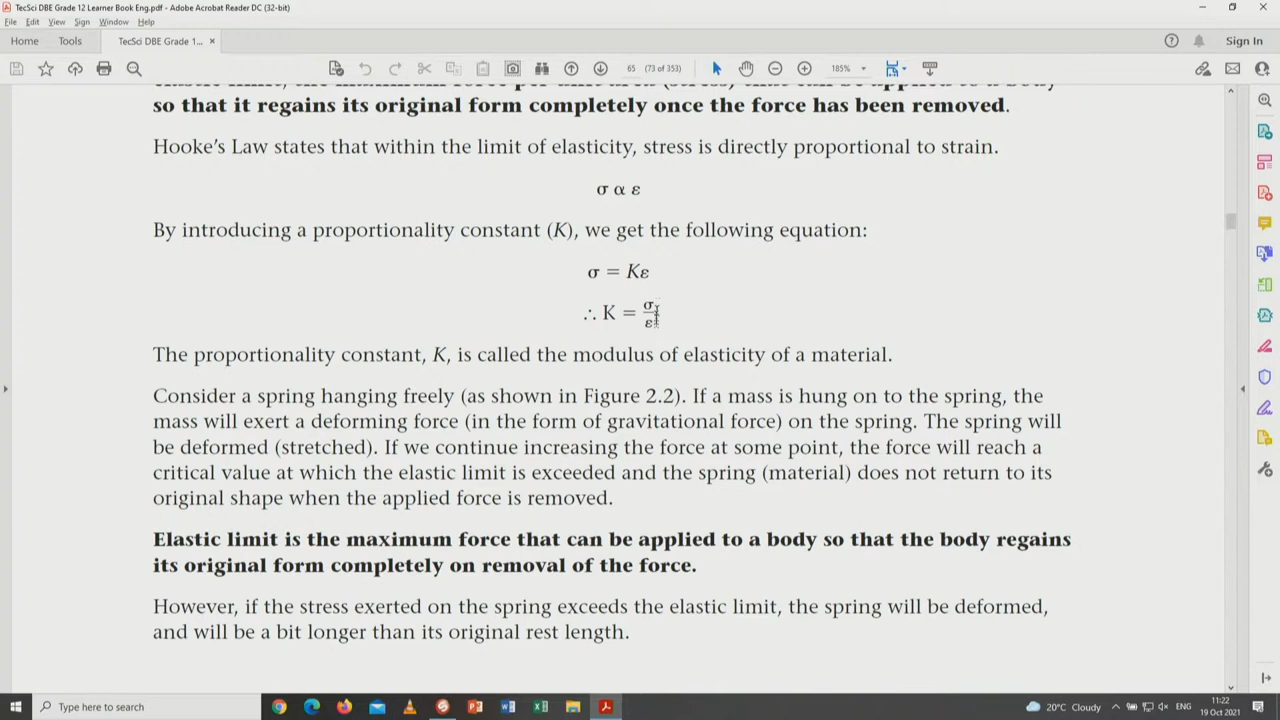 TecSci DBE Grade 12 Learner Book Eng.pdf - Adobe Acrobat Reader DC (32-bit)
File Edit View Sign Window Help
Home Tools TecSci DBE Grade 1... × Sign In
65 (73 of 353) 185%
so that it regains its original form completely once the force has been removed.
Hooke's Law states that within the limit of elasticity, stress is directly proportional to strain.
σ α ε
By introducing a proportionality constant (K), we get the following equation:
σ = Kε
∴ K = σ/ε
The proportionality constant, K, is called the modulus of elasticity of a material.
Consider a spring hanging freely (as shown in Figure 2.2). If a mass is hung on to the spring, the
mass will exert a deforming force (in the form of gravitational force) on the spring. The spring will
be deformed (stretched). If we continue increasing the force at some point, the force will reach a
critical value at which the elastic limit is exceeded and the spring (material) does not return to its
original shape when the applied force is removed.
Elastic limit is the maximum force that can be applied to a body so that the body regains
its original form completely on removal of the force.
However, if the stress exerted on the spring exceeds the elastic limit, the spring will be deformed,
and will be a bit longer than its original rest length.
Type here to search 20°C Cloudy ENG 11:22
19 Oct 2021